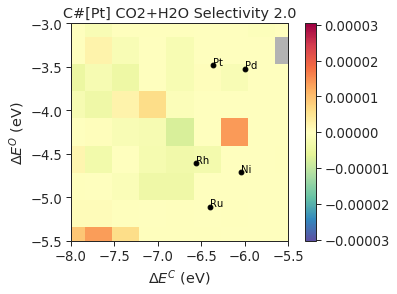 C#[Pt] CO2+H2O Selectivity 2.0
−3.0
−3.5
−4.0
−4.5
−5.0
−5.5
ΔE^O (eV)
Pt
Pd
Rh
Ni
Ru
−8.0 −7.5 −7.0 −6.5 −6.0 −5.5
ΔE^C (eV)
0.00003
0.00002
0.00001
0.00000
−0.00001
−0.00002
−0.00003